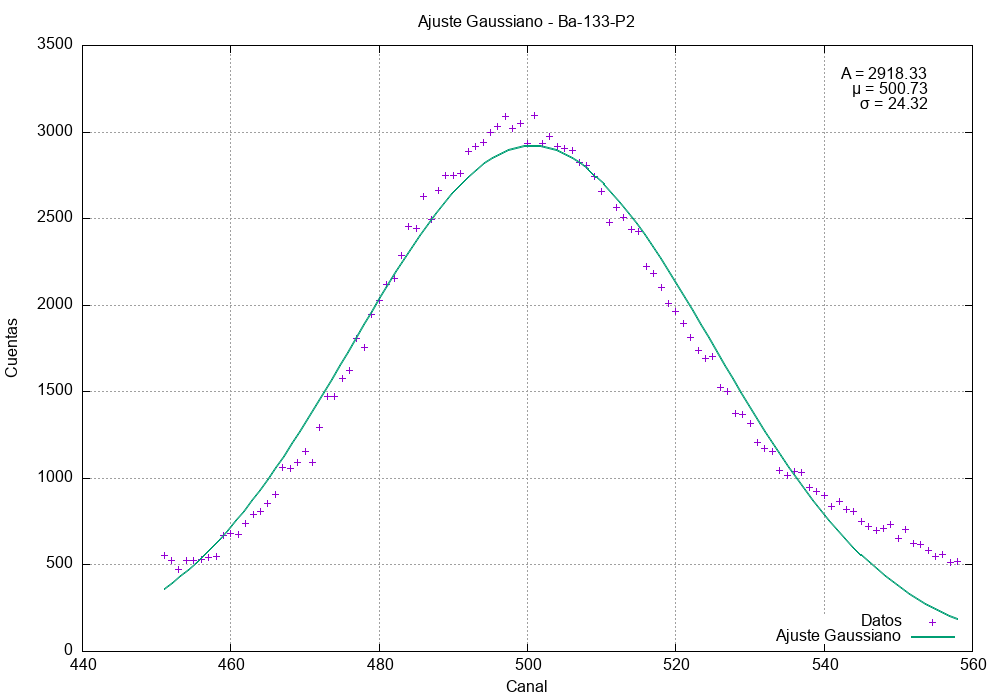 Ajuste Gaussiano - Ba-133-P2
3500
3000
2500
2000
1500
1000
500
0
Cuentas
A = 2918.33
μ = 500.73
σ = 24.32
Datos
Ajuste Gaussiano
440
460
480
500
520
540
560
Canal